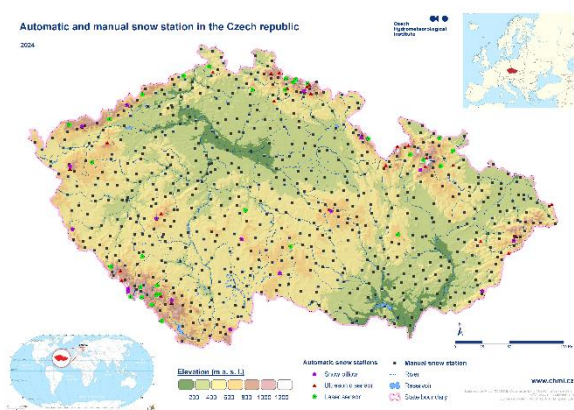 Automatic and manual snow station in the Czech republic
2024
Czech
Hydrometeorological
Institute
Elevation (m a. s. l.)
200 400 600 800 1000 1200
Automatic snow stations
Snow pillow
Ultrasonic sensor
Laser sensor
Manual snow station
River
Reservoir
State boundary
www.chmi.cz